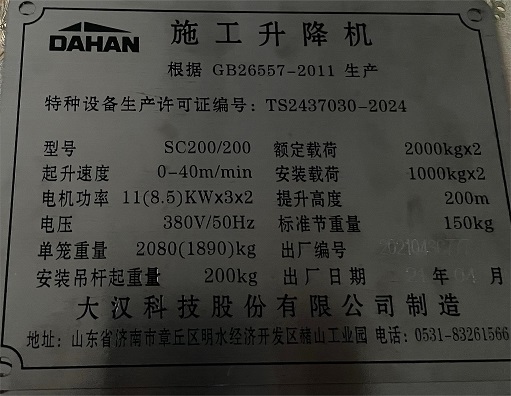 DAHAN 施工升降机
根据 GB26557-2011 生产
特种设备生产许可证编号: TS2437030-2024
型号 SC200/200 额定载荷 2000kgx2
起升速度 0-40m/min 安装载荷 1000kgx2
电机功率 11(8.5)KWx3x2 提升高度 200m
电压 380V/50Hz 标准节重量 150kg
单笼重量 2080(1890)kg 出厂编号
安装吊杆起重量 200kg 出厂日期 21 年 04 月
大汉科技股份有限公司制造
地址: 山东省济南市章丘区明水经济开发区赭山工业园 电话: 0531-83261566